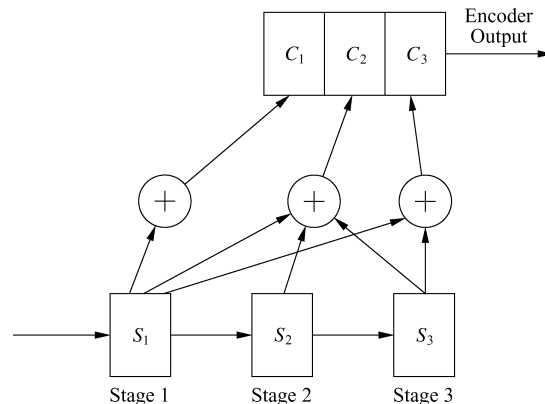 Encoder
Output
C₁ C₂ C₃
+ + +
S₁ S₂ S₃
Stage 1 Stage 2 Stage 3